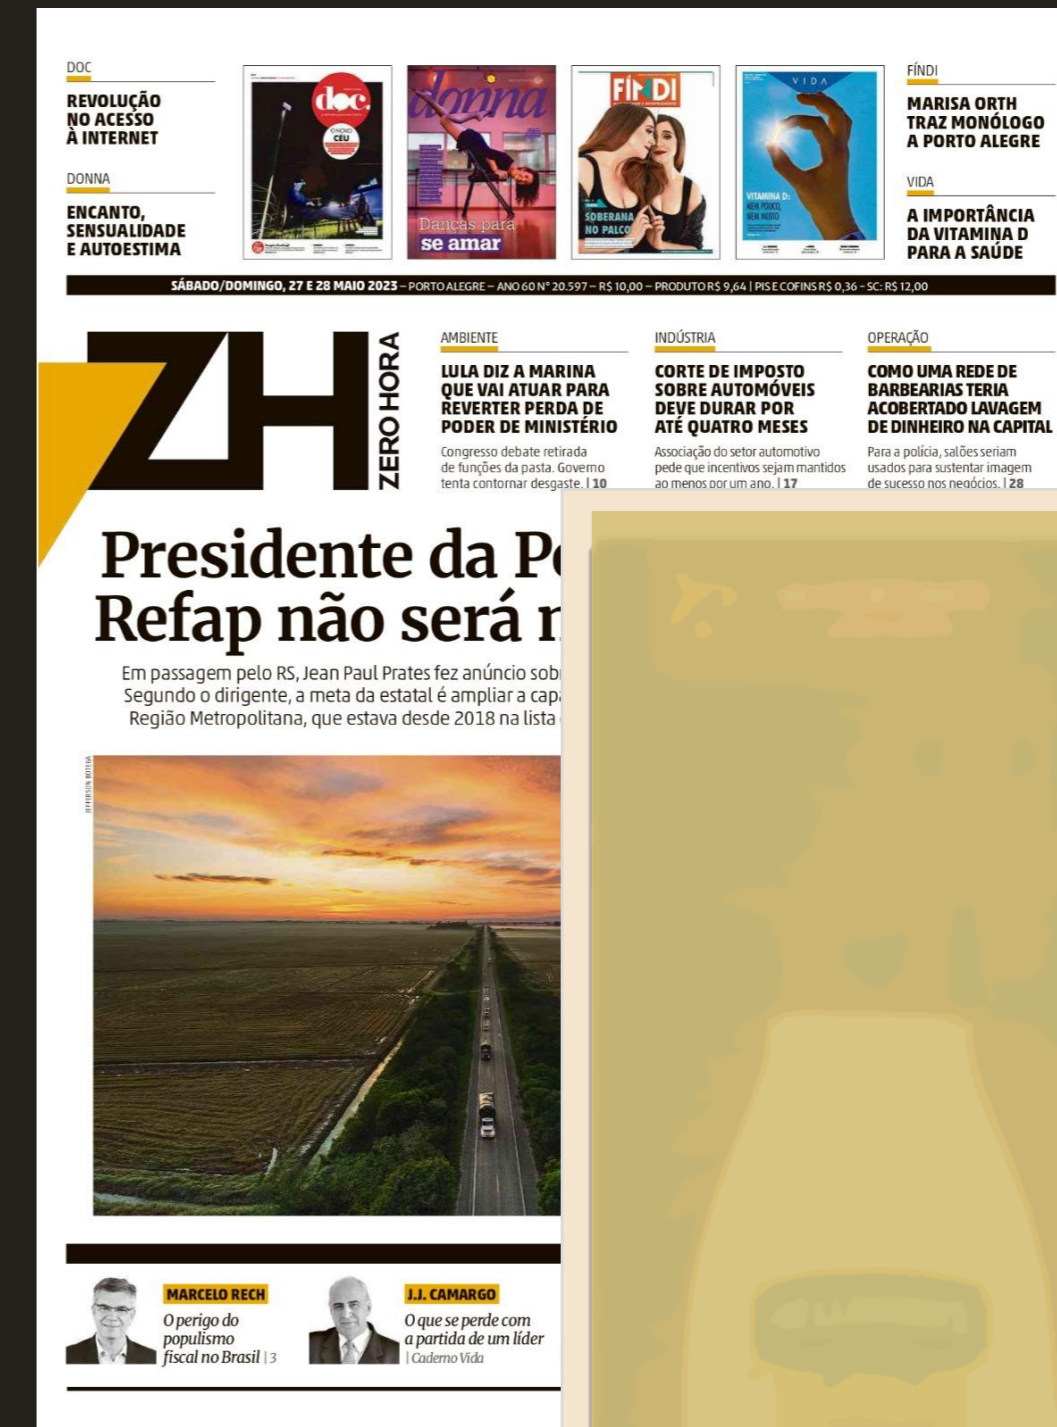 DOC
REVOLUÇÃO
NO ACESSO
À INTERNET
DONNA
ENCANTO,
SENSUALIDADE
E AUTOESTIMA
doc.
O NOVO
CÉU
donna
Danças para
se amar
FÍNDI
SOBERANA
NO PALCO
VIDA
VITAMINA D:
NEM POUCO,
NEM MUITO
FÍNDI
MARISA ORTH
TRAZ MONÓLOGO
A PORTO ALEGRE
VIDA
A IMPORTÂNCIA
DA VITAMINA D
PARA A SAÚDE
SÁBADO/DOMINGO, 27 E 28 MAIO 2023 – PORTO ALEGRE – ANO 60 Nº 20.597 – R$ 10,00 – PRODUTO R$ 9,64 | PIS E COFINS R$ 0,36 – SC: R$ 12,00
ZH
ZERO HORA
AMBIENTE
LULA DIZ A MARINA
QUE VAI ATUAR PARA
REVERTER PERDA DE
PODER DE MINISTÉRIO
Congresso debate retirada
de funções da pasta. Governo
tenta contornar desgaste. | 10
INDÚSTRIA
CORTE DE IMPOSTO
SOBRE AUTOMÓVEIS
DEVE DURAR POR
ATÉ QUATRO MESES
Associação do setor automotivo
pede que incentivos sejam mantidos
ao menos por um ano. | 17
OPERAÇÃO
COMO UMA REDE DE
BARBEARIAS TERIA
ACOBERTADO LAVAGEM
DE DINHEIRO NA CAPITAL
Para a polícia, salões seriam
usados para sustentar imagem
de sucesso nos negócios. | 28
Presidente da
Refap não será
Em passagem pelo RS, Jean Paul Prates fez anúncio
Segundo o dirigente, a meta da estatal é ampliar a
Região Metropolitana, que estava desde 2018 na lista
JEFFERSON BOTEGA
MARCELO RECH
O perigo do
populismo
fiscal no Brasil | 3
J.J. CAMARGO
O que se perde com
a partida de um líder
| Caderno Vida